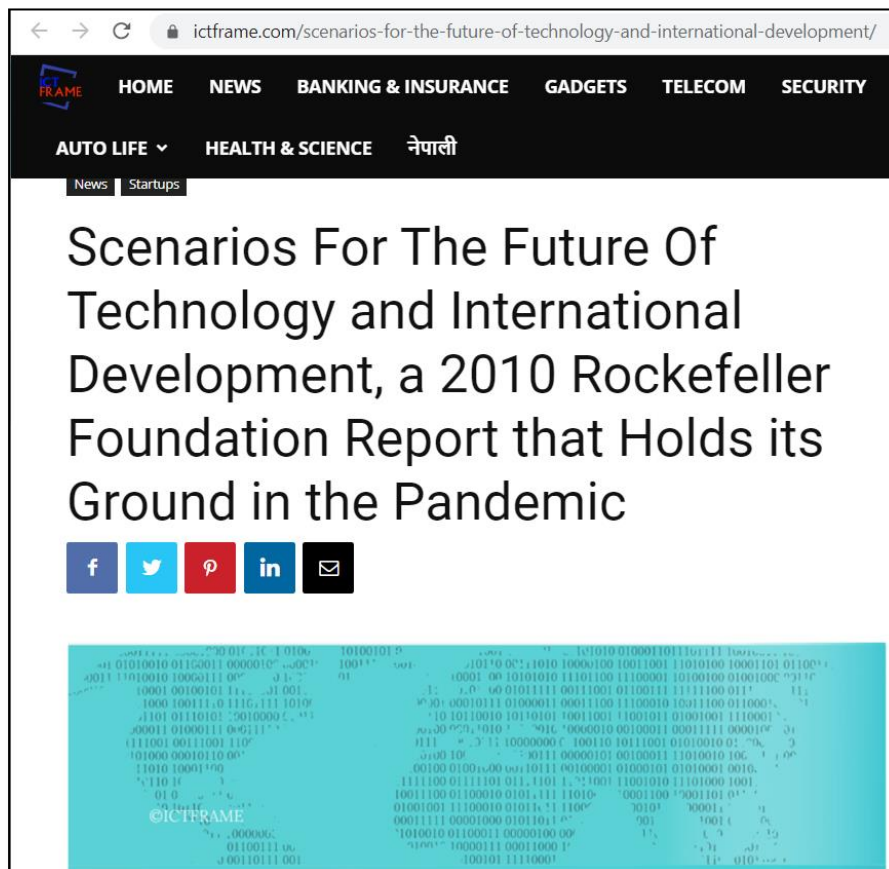 ictframe.com/scenarios-for-the-future-of-technology-and-international-development/
ICT FRAME
HOME NEWS BANKING & INSURANCE GADGETS TELECOM SECURITY
AUTO LIFE HEALTH & SCIENCE नेपाली
News Startups
Scenarios For The Future Of
Technology and International
Development, a 2010 Rockefeller
Foundation Report that Holds its
Ground in the Pandemic
©ICTFRAME